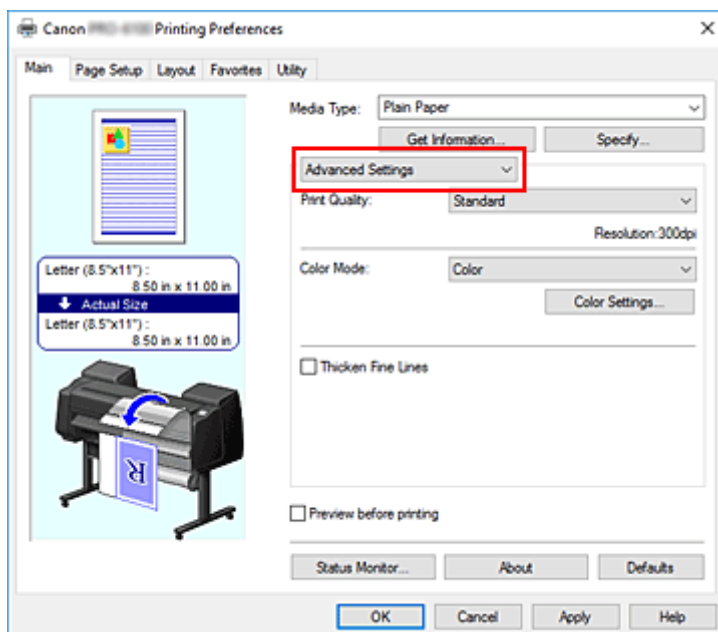 Canon Printing Preferences
Main Page Setup Layout Favorites Utility
Media Type: Plain Paper
Get Information... Specify...
Advanced Settings
Print Quality: Standard
Resolution:300dpi
Letter (8.5"x11") :
8.50 in x 11.00 in
Actual Size
Letter (8.5"x11") :
8.50 in x 11.00 in
Color Mode: Color
Color Settings...
Thicken Fine Lines
R
Preview before printing
Status Monitor... About Defaults
OK Cancel Apply Help